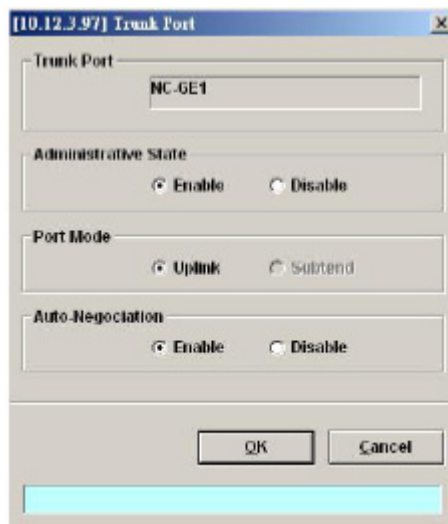 [10.12.3.97] Trunk Port
Trunk Port
NC-GE1
Administrative State
Enable Disable
Port Mode
Uplink Subtend
Auto-Negociation
Enable Disable
OK Cancel